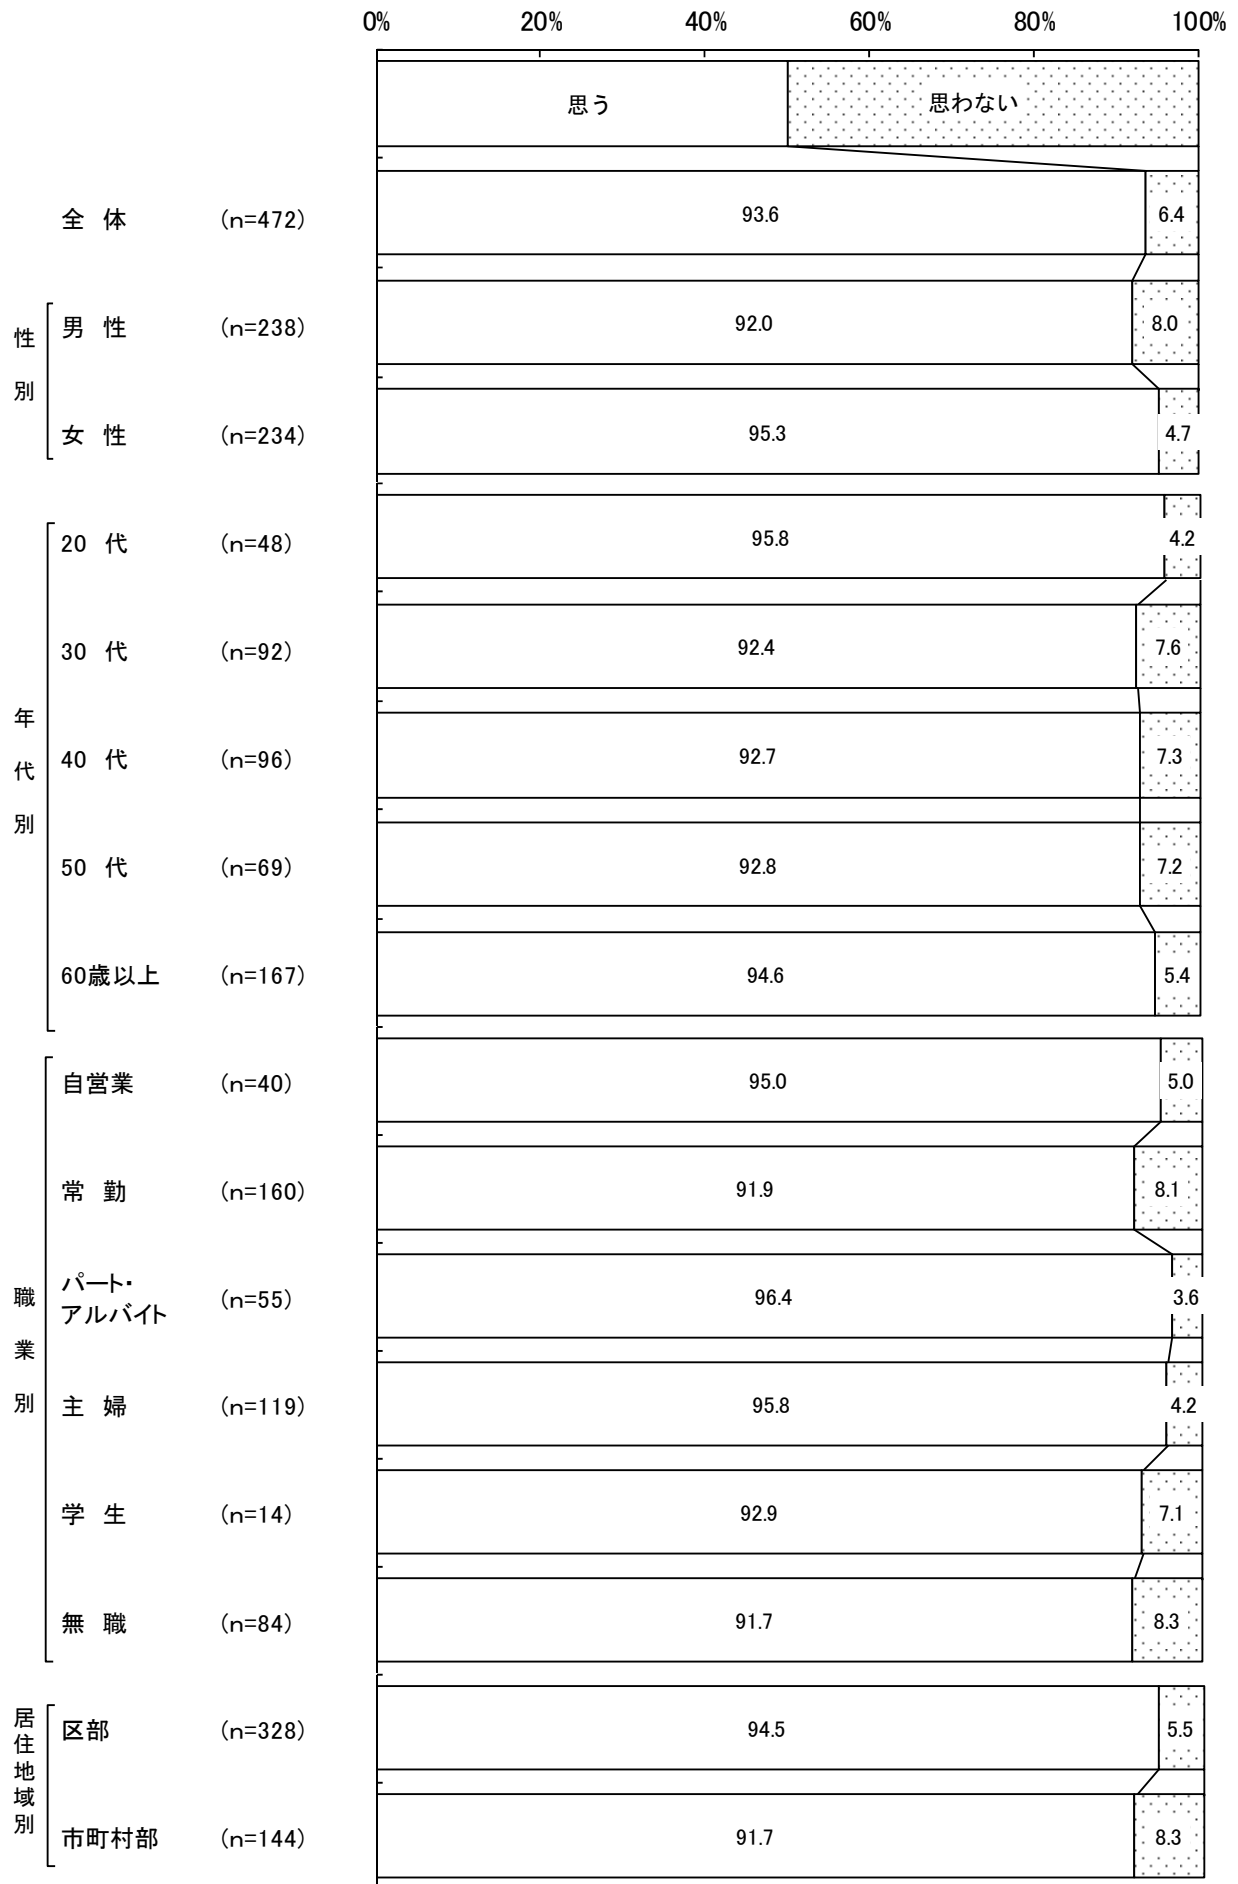 0% 20% 40% 60% 80% 100%
思う 思わない
全 体 (n=472) 93.6 6.4
性別
男 性 (n=238) 92.0 8.0
女 性 (n=234) 95.3 4.7
年代別
20 代 (n=48) 95.8 4.2
30 代 (n=92) 92.4 7.6
40 代 (n=96) 92.7 7.3
50 代 (n=69) 92.8 7.2
60歳以上 (n=167) 94.6 5.4
職業別
自営業 (n=40) 95.0 5.0
常 勤 (n=160) 91.9 8.1
パート・
アルバイト (n=55) 96.4 3.6
主 婦 (n=119) 95.8 4.2
学 生 (n=14) 92.9 7.1
無 職 (n=84) 91.7 8.3
居住地域別
区部 (n=328) 94.5 5.5
市町村部 (n=144) 91.7 8.3